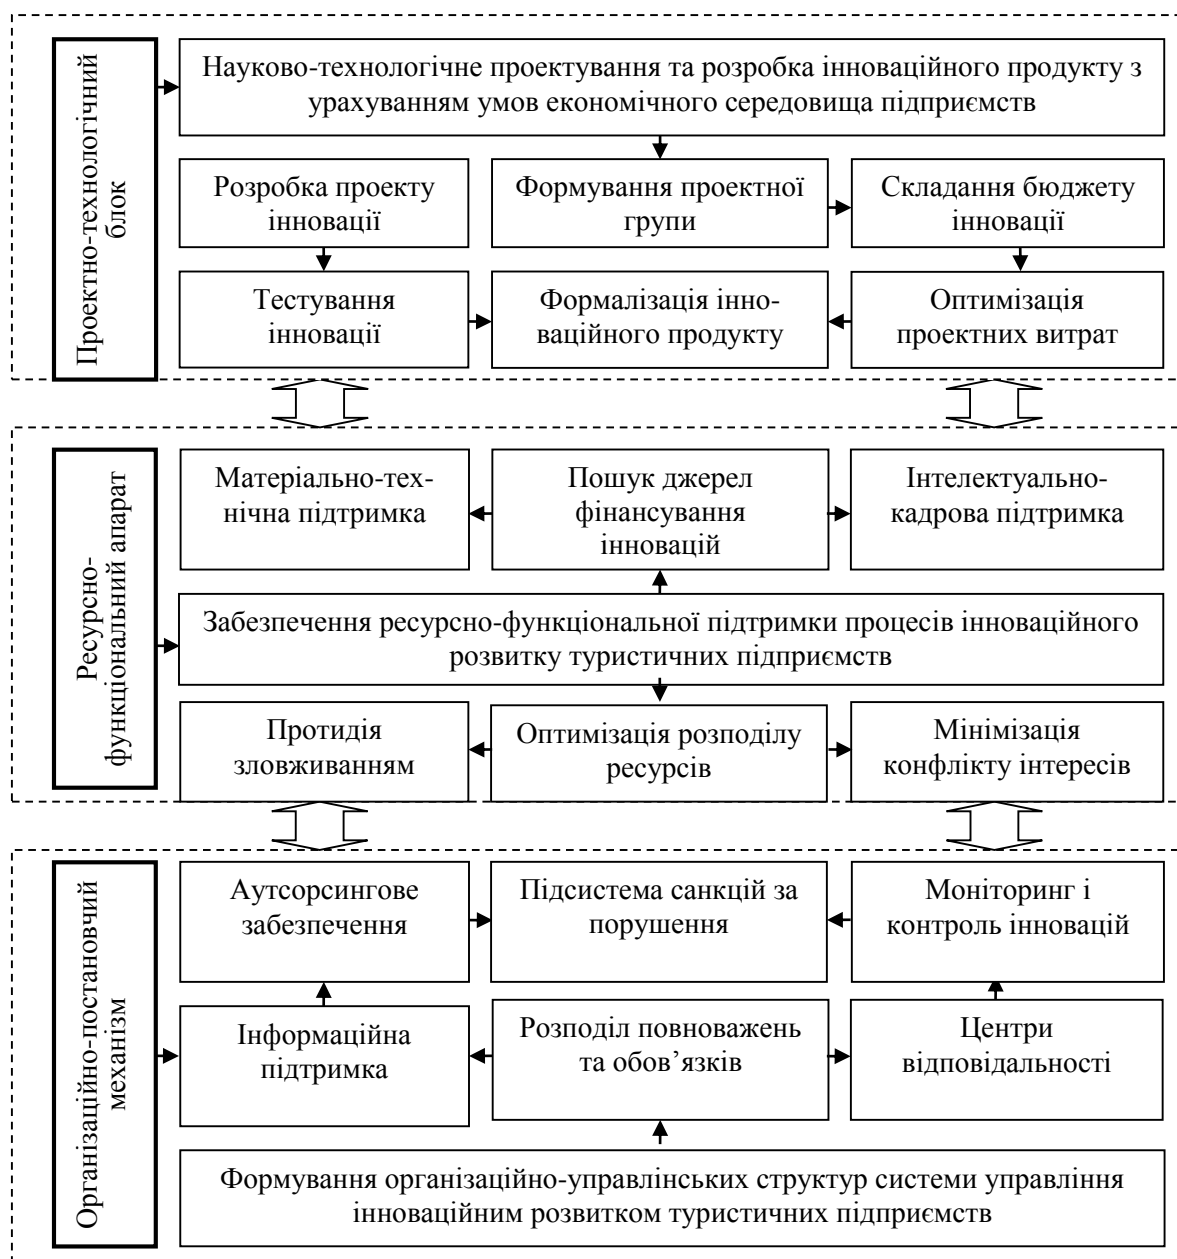 Проектно-технологічний
блок
Науково-технологічне проектування та розробка інноваційного продукту з
урахуванням умов економічного середовища підприємств
Розробка проекту
інновації
Формування проектної
групи
Складання бюджету
інновації
Тестування
інновації
Формалізація інно-
ваційного продукту
Оптимізація
проектних витрат
Ресурсно-
функціональний апарат
Матеріально-тех-
нічна підтримка
Пошук джерел
фінансування
інновацій
Інтелектуально-
кадрова підтримка
Забезпечення ресурсно-функціональної підтримки процесів інноваційного
розвитку туристичних підприємств
Протидія
зловживанням
Оптимізація розподілу
ресурсів
Мінімізація
конфлікту інтересів
Організаційно-постановчий
механізм
Аутсорсингове
забезпечення
Підсистема санкцій за
порушення
Моніторинг і
контроль інновацій
Інформаційна
підтримка
Розподіл повноважень
та обов’язків
Центри
відповідальності
Формування організаційно-управлінських структур системи управління
інноваційним розвитком туристичних підприємств